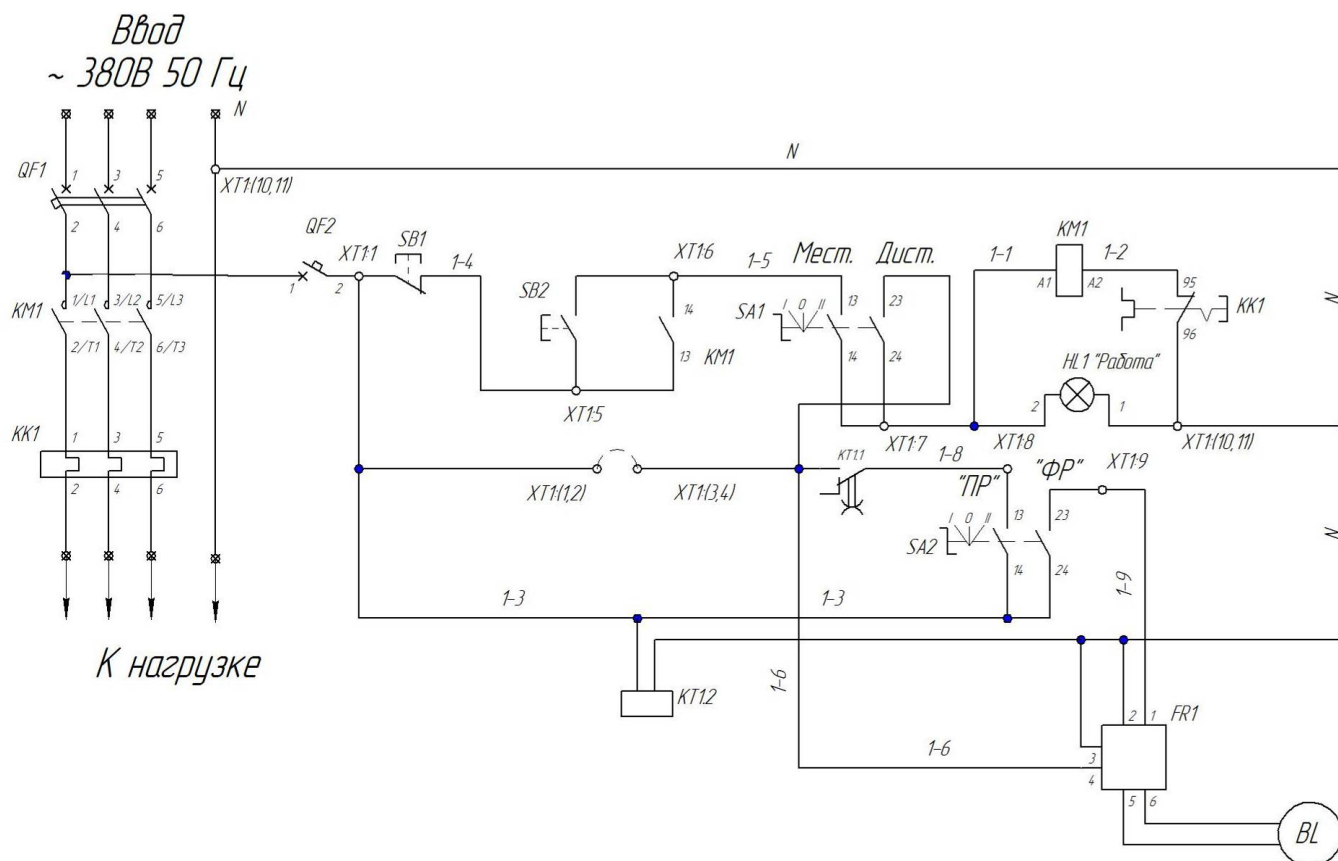 Ввод
~ 380В 50 Гц
N
N
QF1
1
3
5
XT1:(10,11)
2
4
6
QF2
1
2
XT1:1
SB1
1-4
XT1:6
1-5
Мест.
Дист.
1-1
KM1
A1
A2
1-2
95
96
KK1
N
KM1
1/L1
3/L2
5/L3
2/T1
4/T2
6/T3
SB2
14
13
KM1
SA1
I
0
II
13
23
14
24
HL1 "Работа"
2
1
XT1:5
XT1:7
XT1:8
XT1:(10,11)
KK1
1
3
5
2
4
6
XT1:(1,2)
XT1:(3,4)
KT1.1
1-8
"ПР"
"ФР"
XT1:9
SA2
I
0
II
13
23
14
24
N
1-3
1-3
1-9
К нагрузке
KT1.2
1-6
2
1
FR1
3
4
1-6
5
6
BL